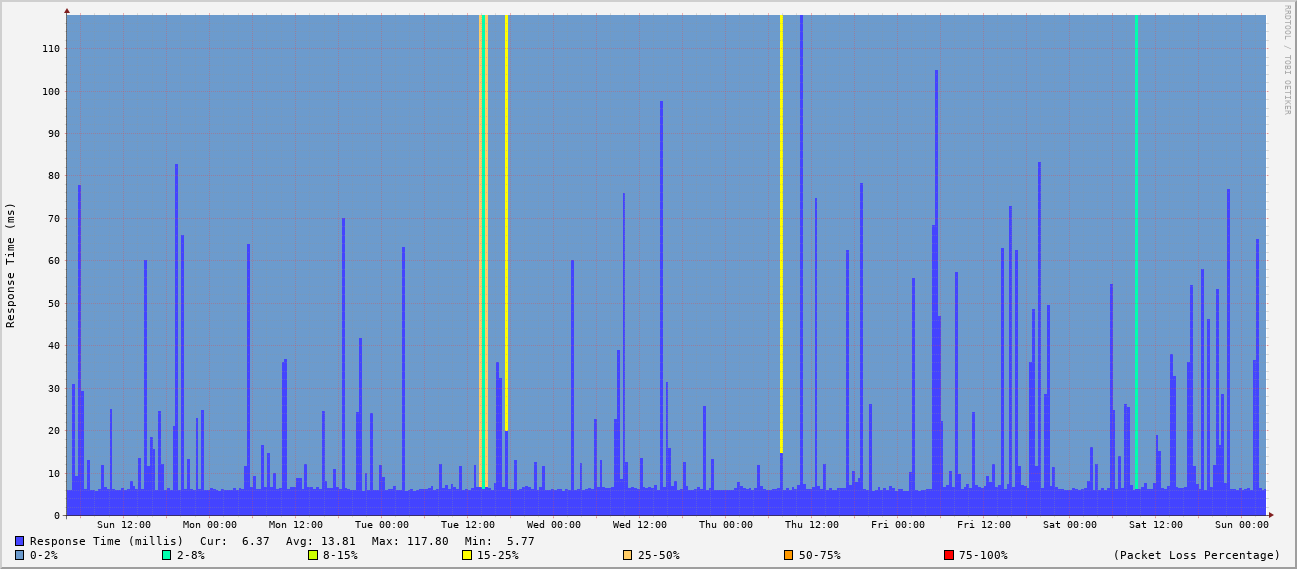 RRDTOOL / TOBI OETIKER
Response Time (ms)
110
100
90
80
70
60
50
40
30
20
10
0
Sun 12:00 Mon 00:00 Mon 12:00 Tue 00:00 Tue 12:00 Wed 00:00 Wed 12:00 Thu 00:00 Thu 12:00 Fri 00:00 Fri 12:00 Sat 00:00 Sat 12:00 Sun 00:00
Response Time (millis) Cur: 6.37 Avg: 13.81 Max: 117.80 Min: 5.77
0-2% 2-8% 8-15% 15-25% 25-50% 50-75% 75-100% (Packet Loss Percentage)